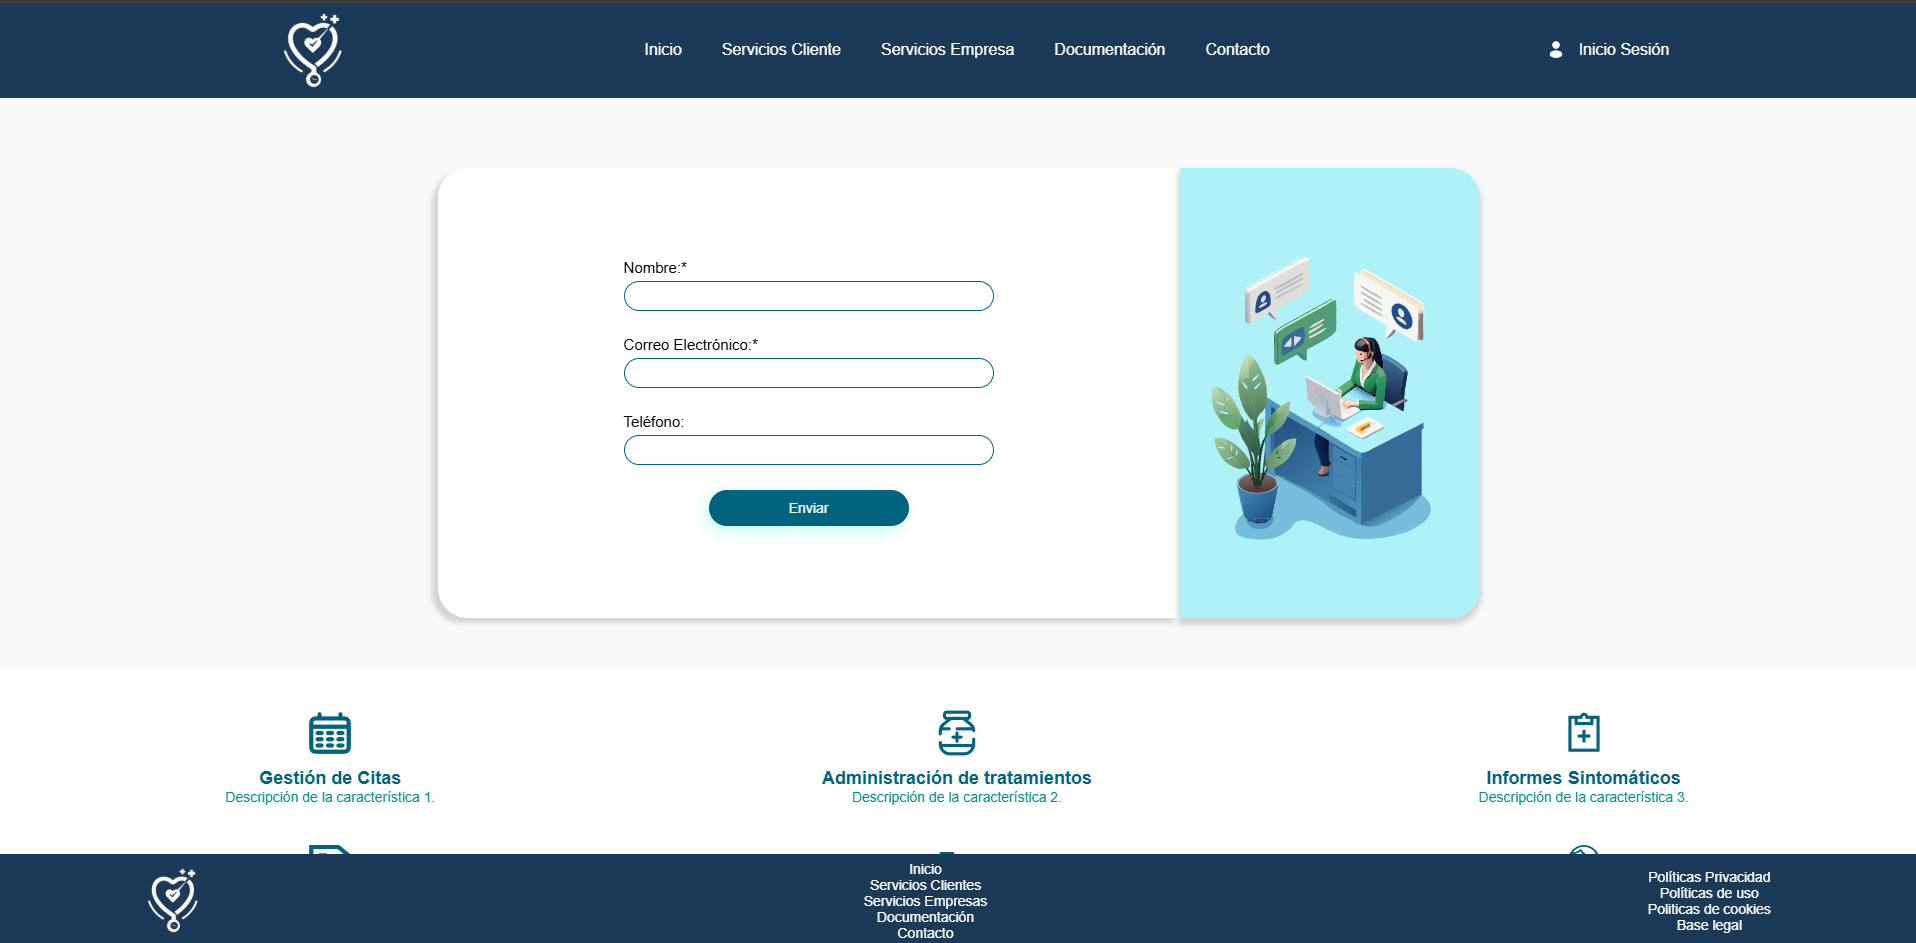 Inicio
Servicios Cliente
Servicios Empresa
Documentación
Contacto
Inicio Sesión
Nombre:*
Correo Electrónico:*
Teléfono:
Enviar
Gestión de Citas
Descripción de la característica 1.
Administración de tratamientos
Descripción de la característica 2.
Informes Sintomáticos
Descripción de la característica 3.
Inicio
Servicios Clientes
Servicios Empresas
Documentación
Contacto
Políticas Privacidad
Políticas de uso
Politicas de cookies
Base legal